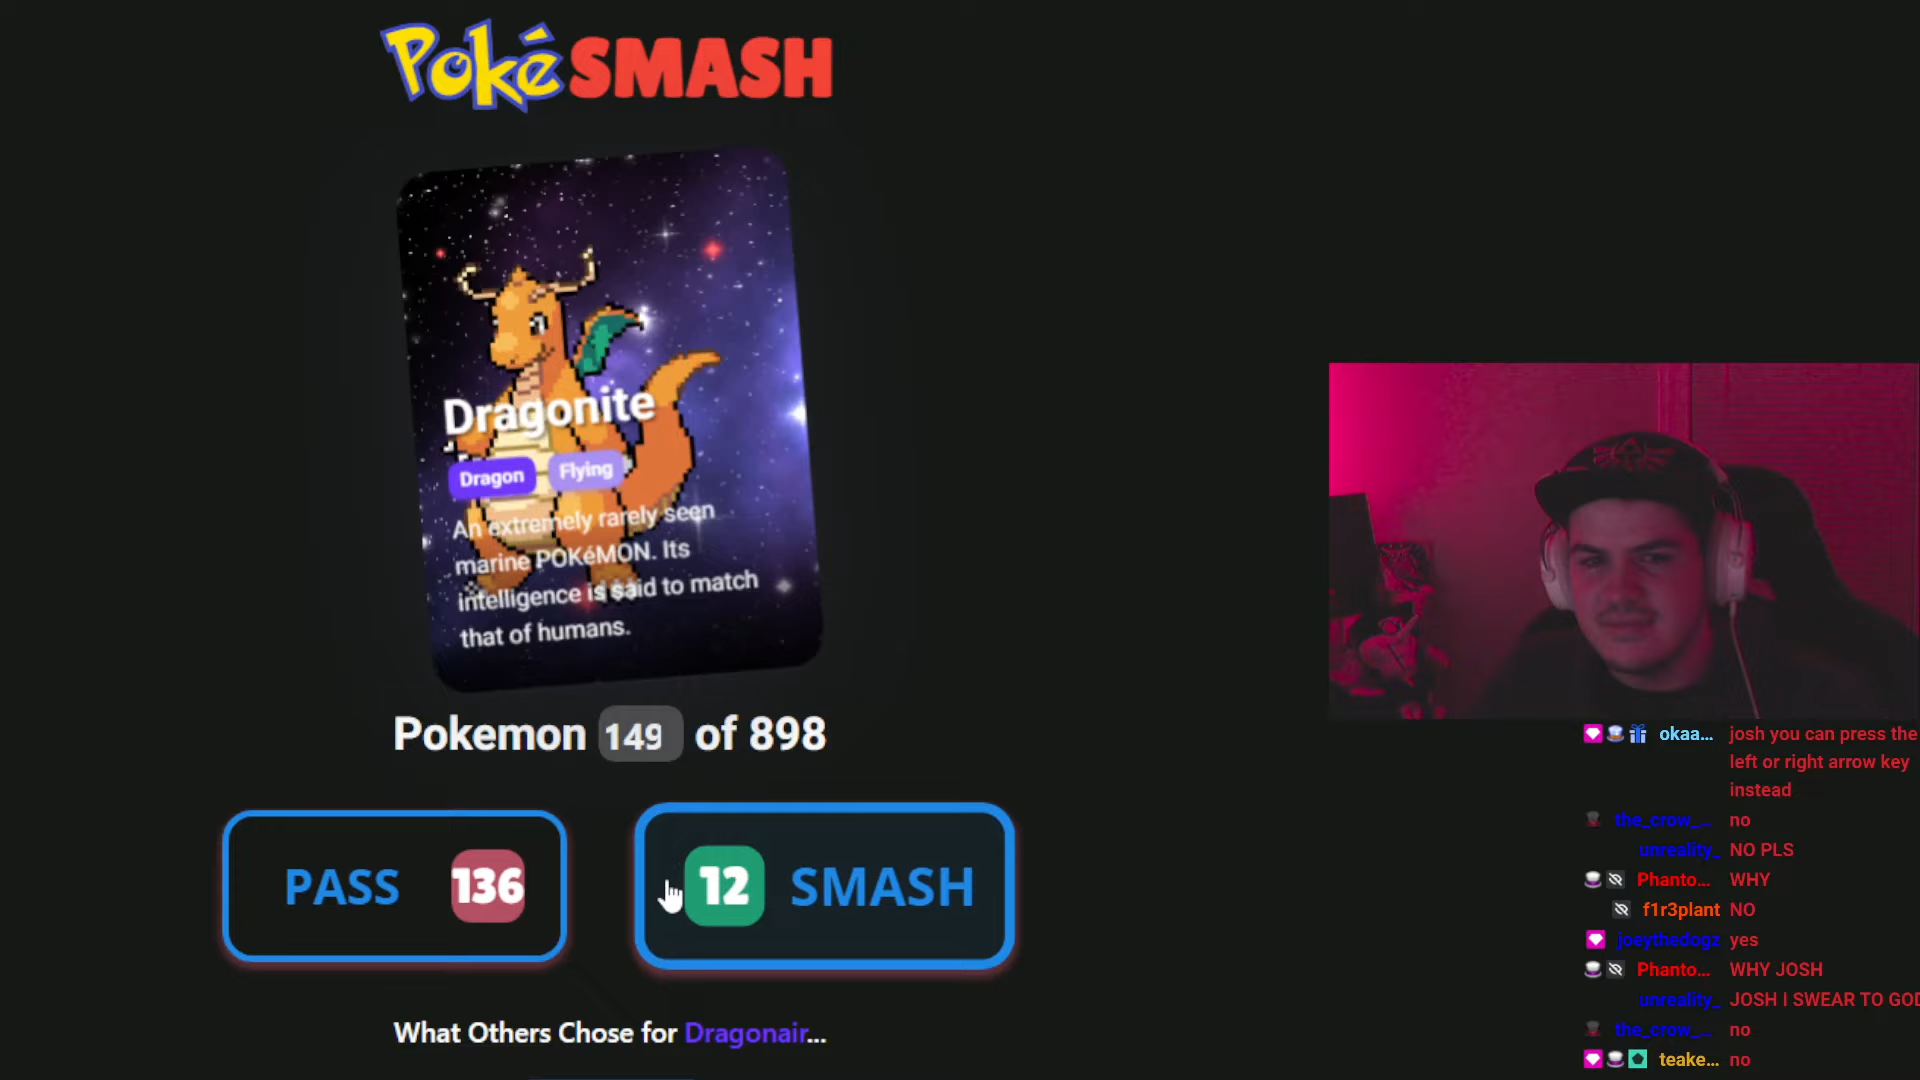 PokéSMASH
Dragonite
Dragon Flying
An extremely rarely seen
marine POKéMON. Its
intelligence is said to match
that of humans.
Pokemon 149 of 898
PASS 136
12 SMASH
What Others Chose for Dragonair...
okaa... josh you can press the
left or right arrow key
instead
the_crow_... no
unreality_ NO PLS
Phanto... WHY
f1r3plant NO
joeythedogz yes
Phanto... WHY JOSH
unreality_ JOSH I SWEAR TO GOD
the_crow_... no
teake... no